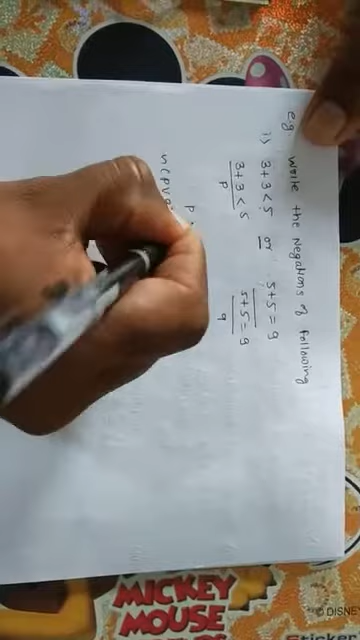 e.g Write the Negations of following
i) 3+3<5 or 5+5=9
3+3<5 5+5=9
p q
p
~(p∨
MICKEY
MOUSE
© DISNEY
Sticker